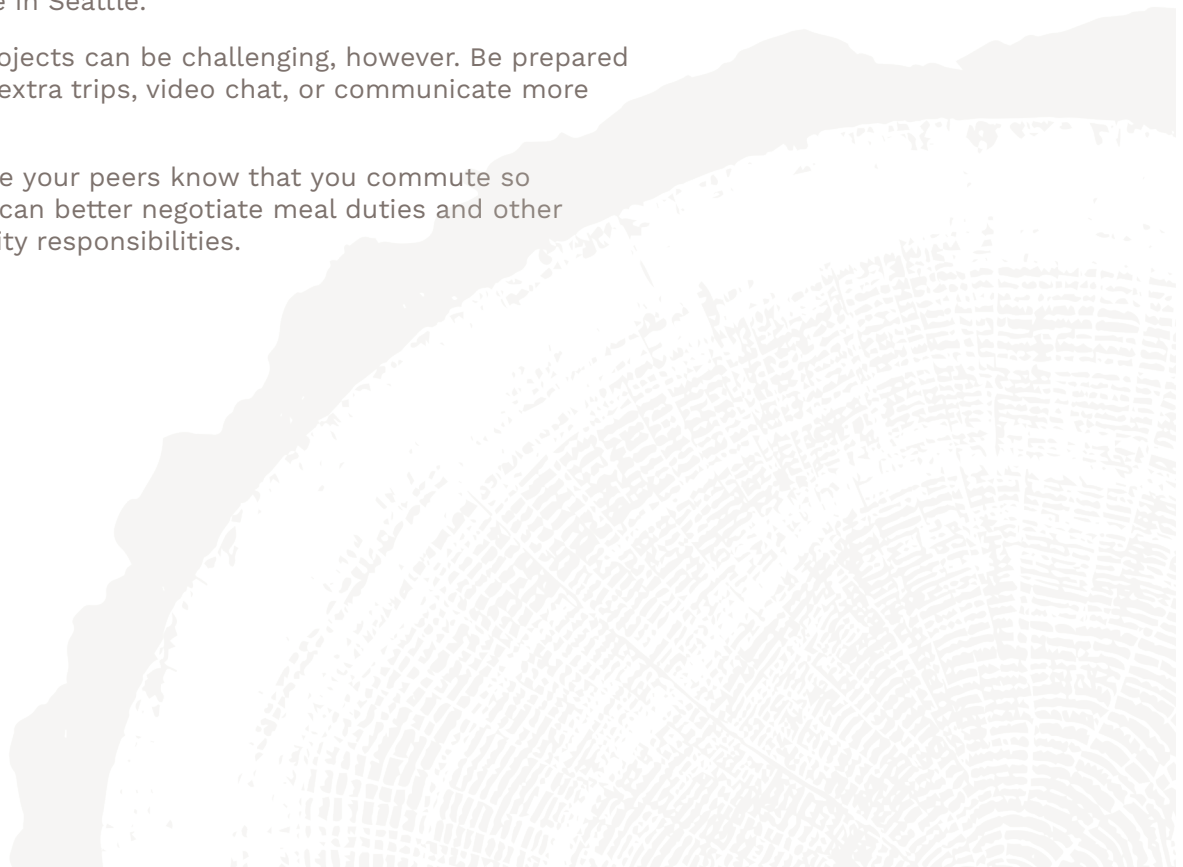 e in Seattle.
ojects can be challenging, however. Be prepared
extra trips, video chat, or communicate more
e your peers know that you commute so
can better negotiate meal duties and other
ity responsibilities.